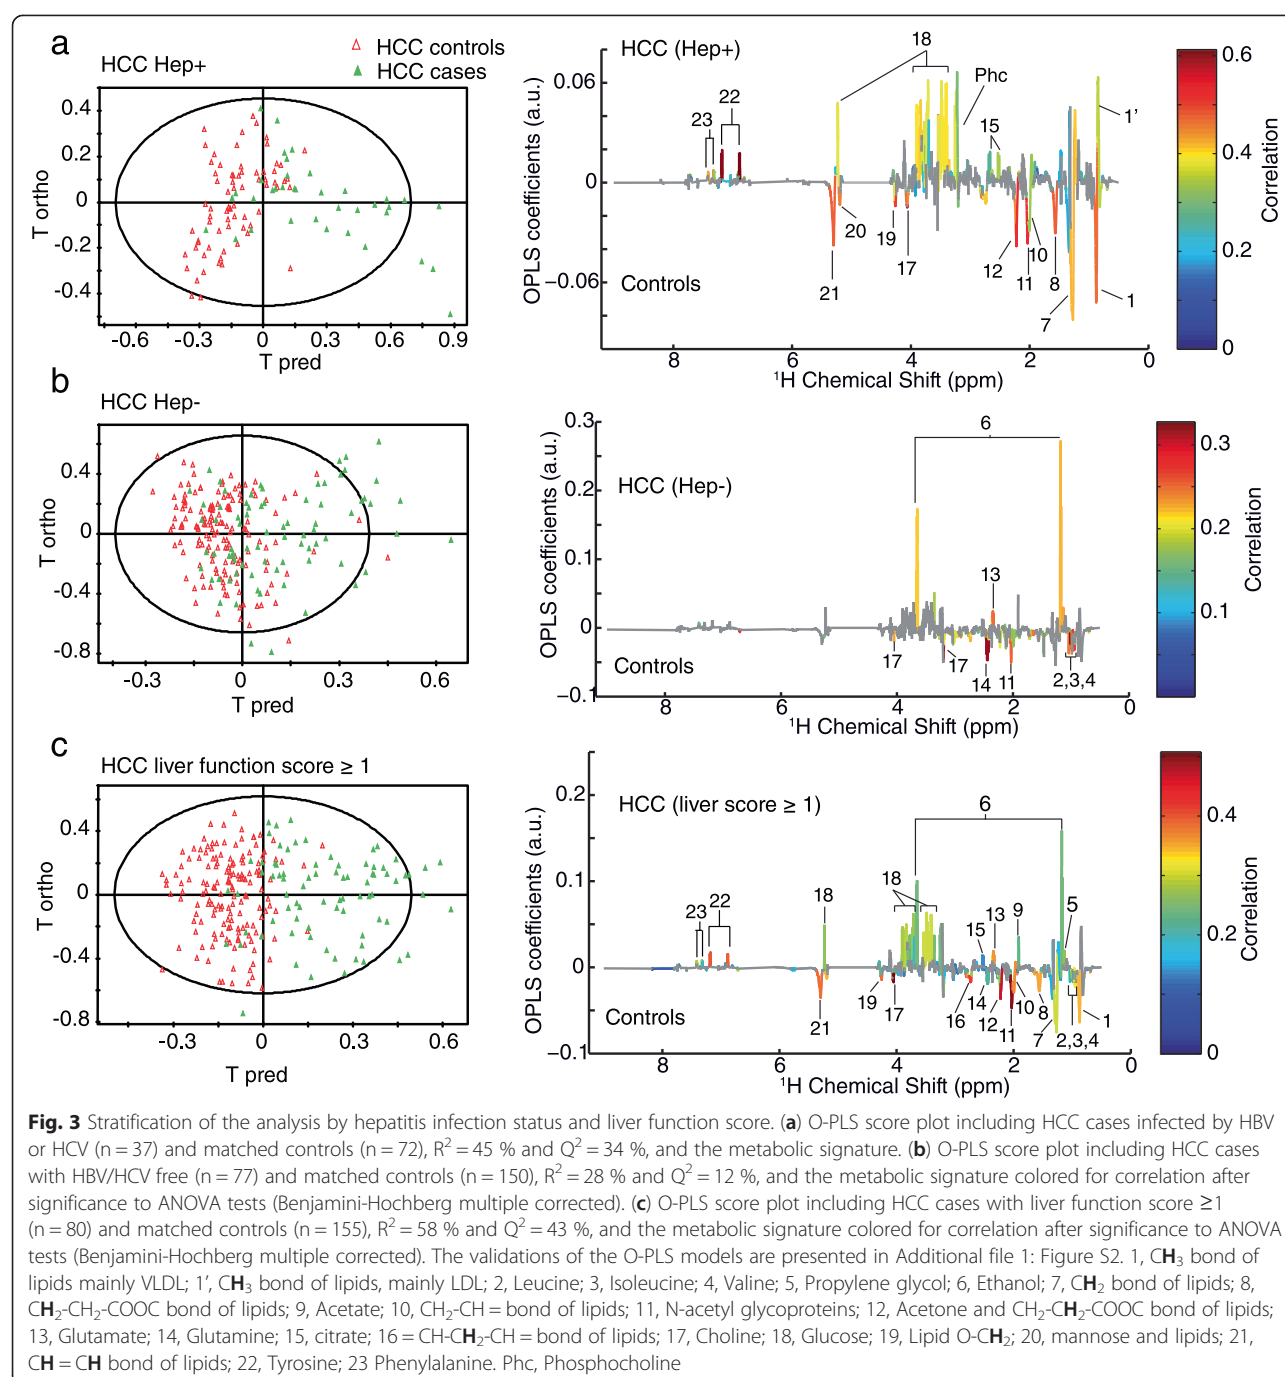 a
HCC Hep+
HCC controls
HCC cases
T ortho
0.4
0.2
0
-0.2
-0.4
-0.6 -0.3 0 0.3 0.6 0.9
T pred
HCC (Hep+)
Controls
OPLS coefficients (a.u.)
0.06
0
−0.06
18
Phc
1’
23
22
15
21
20
19
17
12
11
10
8
7
1
8 6 4 2 0
¹H Chemical Shift (ppm)
0.6
0.4
0.2
0
Correlation
b
HCC Hep-
T ortho
0.4
0
-0.4
-0.8
-0.3 0 0.3 0.6
T pred
HCC (Hep-)
Controls
OPLS coefficients (a.u.)
0.3
0.2
0.1
0
−0.1
6
13
17
17
14
11
2,3,4
8 6 4 2 0
¹H Chemical Shift (ppm)
0.3
0.2
0.1
Correlation
c
HCC liver function score ≥ 1
T ortho
0.4
0
-0.4
-0.8
-0.3 0 0.3 0.6
T pred
HCC (liver score ≥ 1)
Controls
OPLS coefficients (a.u.)
0.2
0.1
0
−0.1
6
18
18
23
22
15
13
9
5
21
19
17
16
14
12
11
10
8
7
2,3,4
1
8 6 4 2 0
¹H Chemical Shift (ppm)
0.4
0.2
0
Correlation
Fig. 3 Stratification of the analysis by hepatitis infection status and liver function score. (a) O-PLS score plot including HCC cases infected by HBV
or HCV (n = 37) and matched controls (n = 72), R² = 45 % and Q² = 34 %, and the metabolic signature. (b) O-PLS score plot including HCC cases
with HBV/HCV free (n = 77) and matched controls (n = 150), R² = 28 % and Q² = 12 %, and the metabolic signature colored for correlation after
significance to ANOVA tests (Benjamini-Hochberg multiple corrected). (c) O-PLS score plot including HCC cases with liver function score ≥1
(n = 80) and matched controls (n = 155), R² = 58 % and Q² = 43 %, and the metabolic signature colored for correlation after significance to ANOVA
tests (Benjamini-Hochberg multiple corrected). The validations of the O-PLS models are presented in Additional file 1: Figure S2. 1, CH₃ bond of
lipids mainly VLDL; 1’, CH₃ bond of lipids, mainly LDL; 2, Leucine; 3, Isoleucine; 4, Valine; 5, Propylene glycol; 6, Ethanol; 7, CH₂ bond of lipids; 8,
CH₂-CH₂-COOC bond of lipids; 9, Acetate; 10, CH₂-CH = bond of lipids; 11, N-acetyl glycoproteins; 12, Acetone and CH₂-CH₂-COOC bond of lipids;
13, Glutamate; 14, Glutamine; 15, citrate; 16 = CH-CH₂-CH = bond of lipids; 17, Choline; 18, Glucose; 19, Lipid O-CH₂; 20, mannose and lipids; 21,
CH = CH bond of lipids; 22, Tyrosine; 23 Phenylalanine. Phc, Phosphocholine